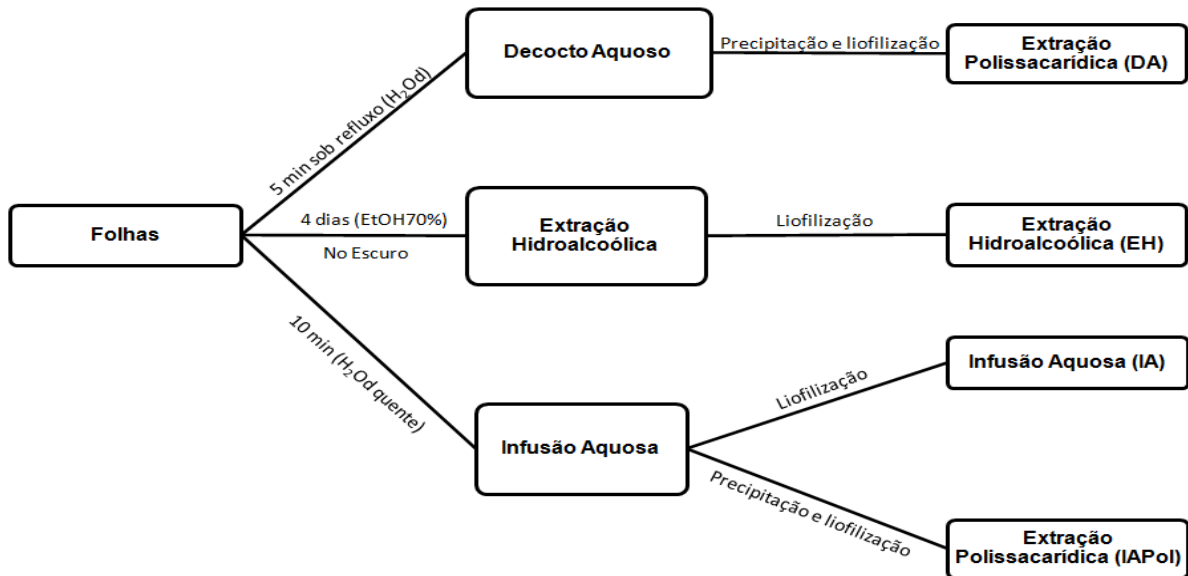 Folhas
5 min sob refluxo (H₂Od)
Decocto Aquoso
Precipitação e liofilização
Extração
Polissacarídica (DA)
4 dias (EtOH70%)
No Escuro
Extração
Hidroalcoólica
Liofilização
Extração
Hidroalcoólica (EH)
10 min (H₂Od quente)
Infusão Aquosa
Liofilização
Infusão Aquosa (IA)
Precipitação e liofilização
Extração
Polissacarídica (IAPol)